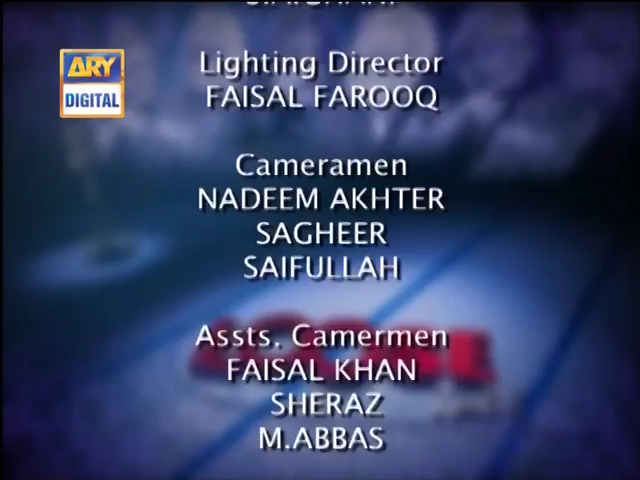 ARY
DIGITAL
Lighting Director
FAISAL FAROOQ
Cameramen
NADEEM AKHTER
SAGHEER
SAIFULLAH
Assts. Camermen
FAISAL KHAN
SHERAZ
M.ABBAS